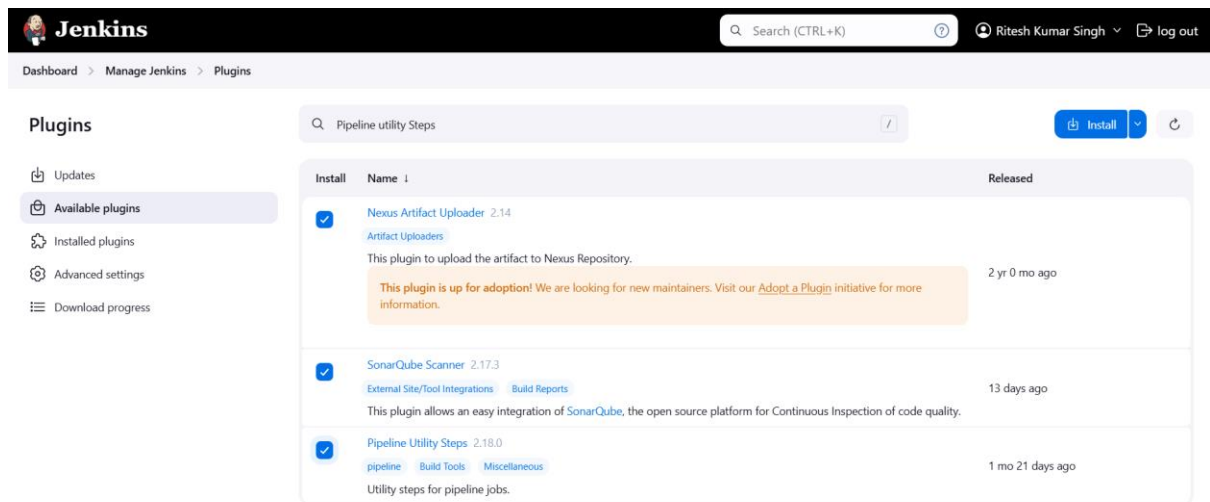 Jenkins
Search (CTRL+K)
Ritesh Kumar Singh
log out
Dashboard > Manage Jenkins > Plugins
Plugins
Updates
Available plugins
Installed plugins
Advanced settings
Download progress
Pipeline utility Steps
/
Install
Install Name ↓ Released
Nexus Artifact Uploader 2.14
Artifact Uploaders
This plugin to upload the artifact to Nexus Repository.
This plugin is up for adoption! We are looking for new maintainers. Visit our Adopt a Plugin initiative for more
information.
2 yr 0 mo ago
SonarQube Scanner 2.17.3
External Site/Tool Integrations Build Reports
This plugin allows an easy integration of SonarQube, the open source platform for Continuous Inspection of code quality.
13 days ago
Pipeline Utility Steps 2.18.0
pipeline Build Tools Miscellaneous
Utility steps for pipeline jobs.
1 mo 21 days ago